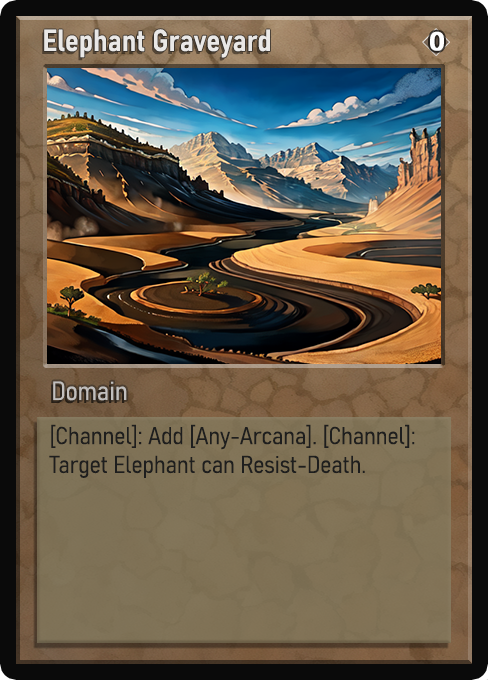 Elephant Graveyard
0
Domain
[Channel]: Add [Any-Arcana]. [Channel]:
Target Elephant can Resist-Death.